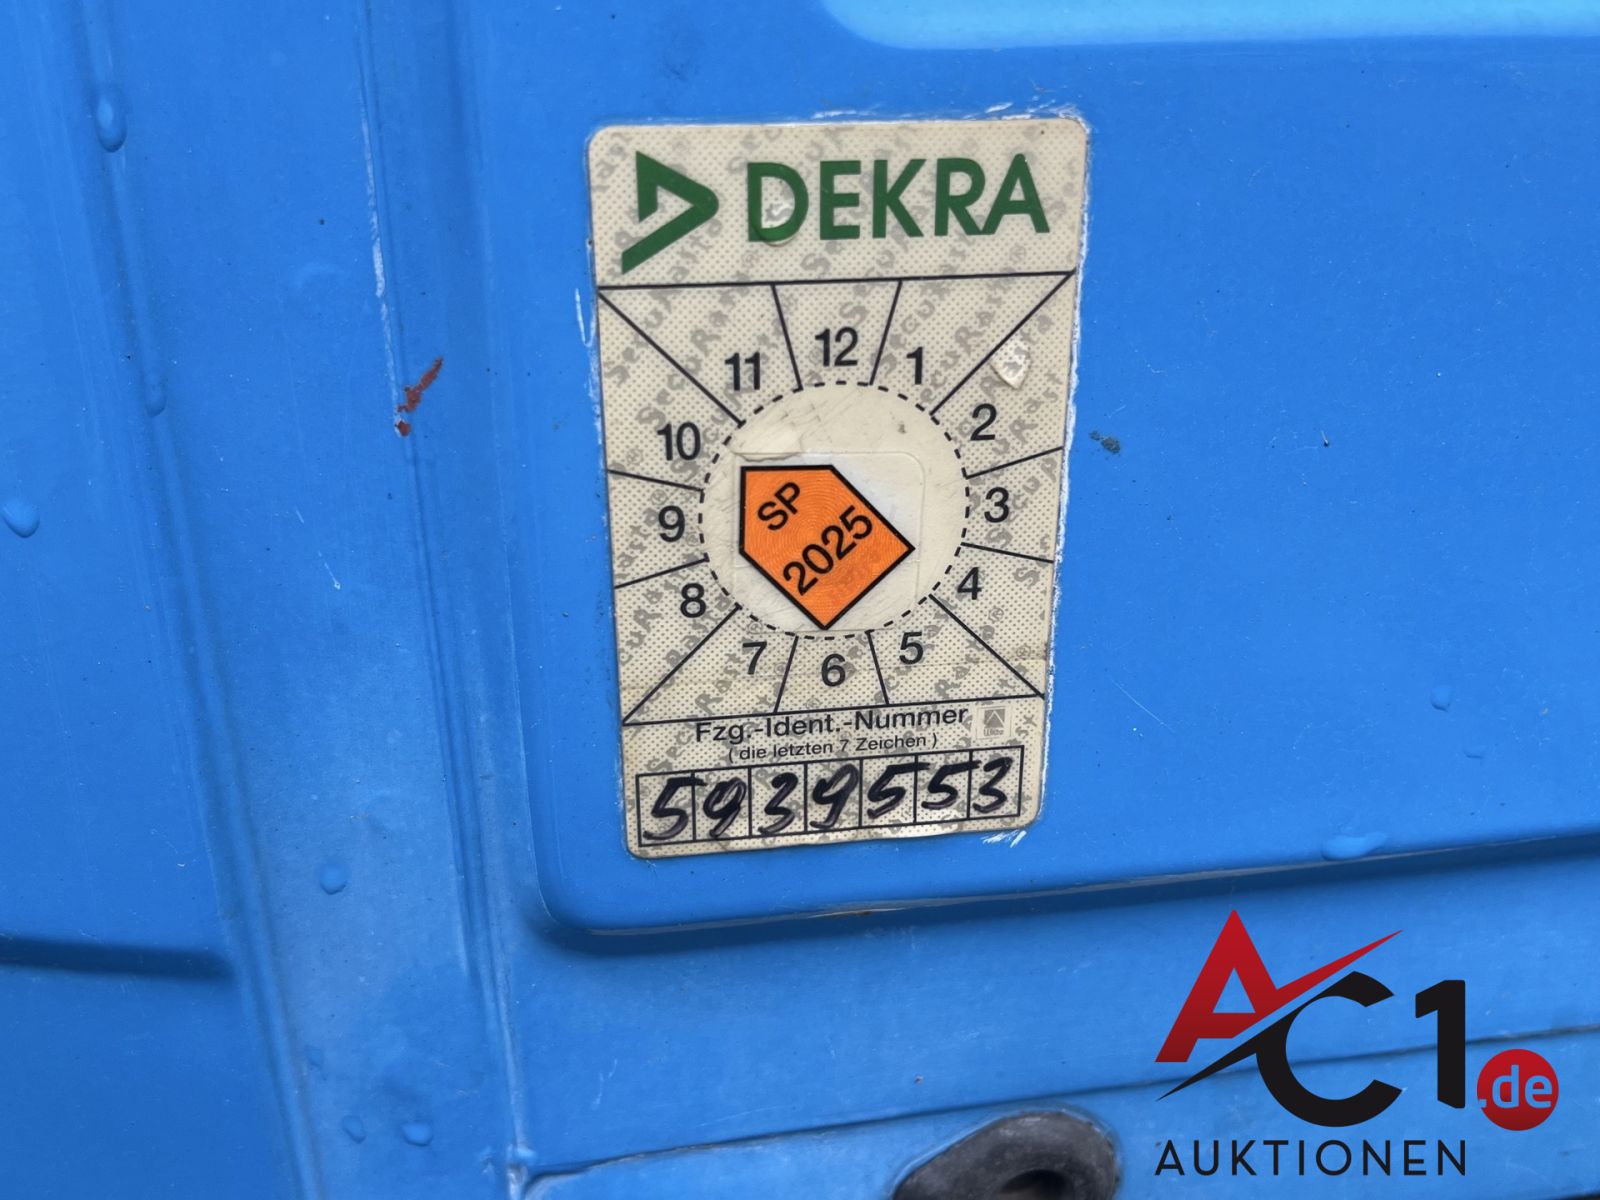 DEKRA
11 12 1
10 2
9 3
8 4
7 6 5
SP
2025
Fzg.-Ident.-Nummer
(die letzten 7 Zeichen)
5939553
AC1.de
AUKTIONEN